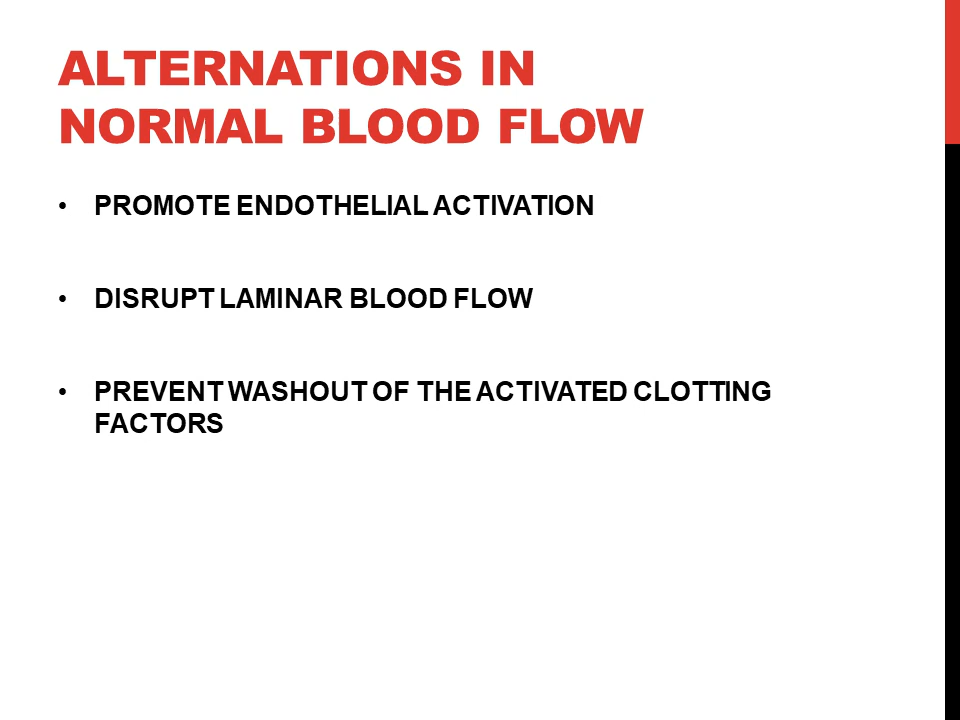 ALTERNATIONS IN
NORMAL BLOOD FLOW
• PROMOTE ENDOTHELIAL ACTIVATION
• DISRUPT LAMINAR BLOOD FLOW
• PREVENT WASHOUT OF THE ACTIVATED CLOTTING
FACTORS